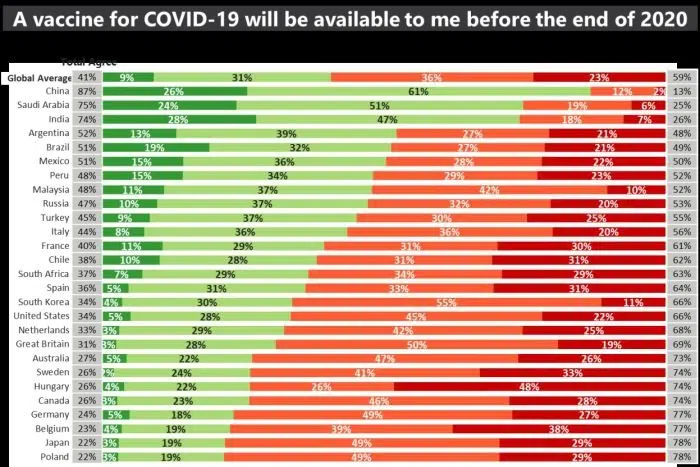 A vaccine for COVID-19 will be available to me before the end of 2020
Total Agree
Global Average 41% 9% 31% 36% 23% 59%
China 87% 26% 61% 12% 2% 13%
Saudi Arabia 75% 24% 51% 19% 6% 25%
India 74% 28% 47% 18% 7% 26%
Argentina 52% 13% 39% 27% 21% 48%
Brazil 51% 19% 32% 27% 21% 49%
Mexico 51% 15% 36% 28% 22% 50%
Peru 48% 15% 34% 29% 23% 52%
Malaysia 48% 11% 37% 42% 10% 52%
Russia 47% 10% 37% 32% 20% 53%
Turkey 45% 9% 37% 30% 25% 55%
Italy 44% 8% 36% 36% 20% 56%
France 40% 11% 29% 31% 30% 61%
Chile 38% 10% 28% 31% 31% 62%
South Africa 37% 7% 29% 34% 29% 63%
Spain 36% 5% 31% 33% 31% 64%
South Korea 34% 4% 30% 55% 11% 66%
United States 34% 5% 28% 45% 22% 66%
Netherlands 33% 3% 29% 42% 25% 68%
Great Britain 31% 3% 28% 50% 19% 69%
Australia 27% 5% 22% 47% 26% 73%
Sweden 26% 2% 24% 41% 33% 74%
Hungary 26% 4% 22% 26% 48% 74%
Canada 26% 3% 23% 46% 28% 74%
Germany 24% 5% 18% 49% 27% 77%
Belgium 23% 4% 19% 39% 38% 77%
Japan 22% 3% 19% 49% 29% 78%
Poland 22% 3% 19% 49% 29% 78%